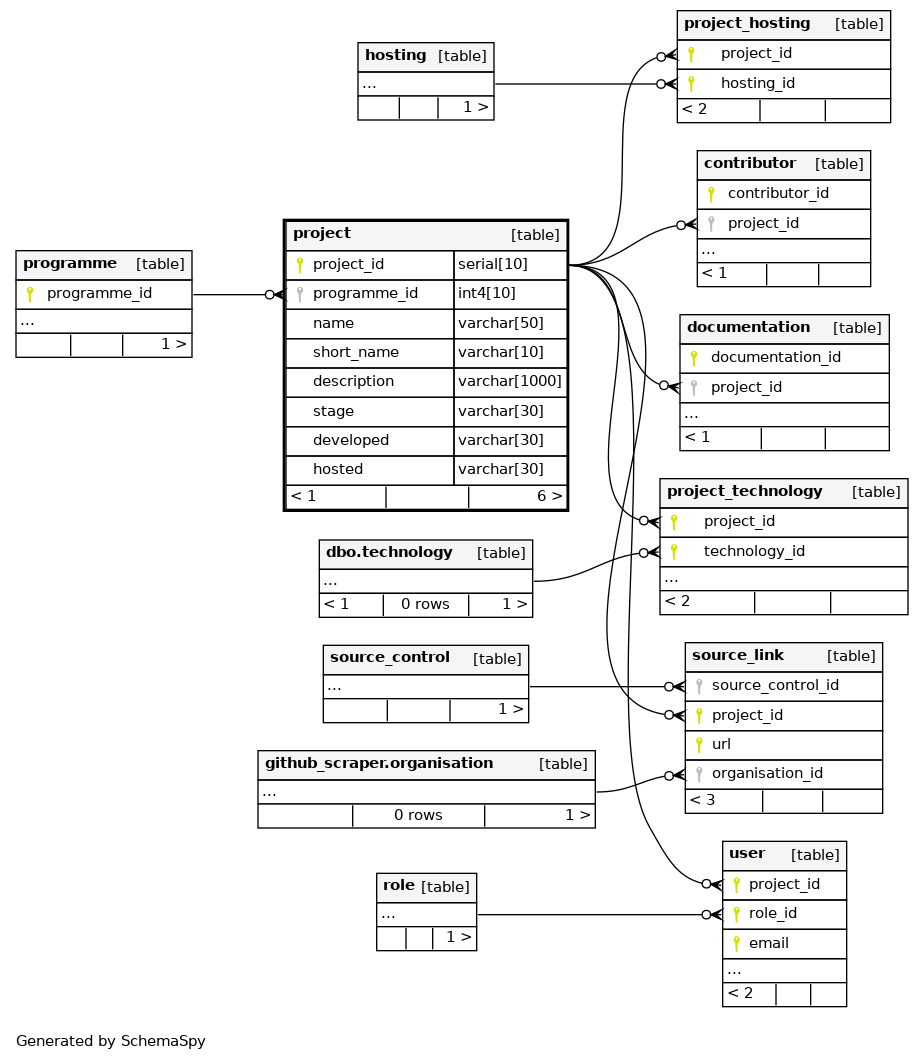 project_hosting [table]
project_id
hosting_id
< 2
hosting [table]
...
1 >
contributor [table]
contributor_id
project_id
...
< 1
project [table]
project_id serial[10]
programme_id int4[10]
name varchar[50]
short_name varchar[10]
description varchar[1000]
stage varchar[30]
developed varchar[30]
hosted varchar[30]
< 1 6 >
programme [table]
programme_id
...
1 >
documentation [table]
documentation_id
project_id
...
< 1
project_technology [table]
project_id
technology_id
...
< 2
dbo.technology [table]
...
< 1 0 rows 1 >
source_control [table]
...
1 >
source_link [table]
source_control_id
project_id
url
organisation_id
< 3
github_scraper.organisation [table]
...
0 rows 1 >
user [table]
project_id
role_id
email
...
< 2
role [table]
...
1 >
Generated by SchemaSpy